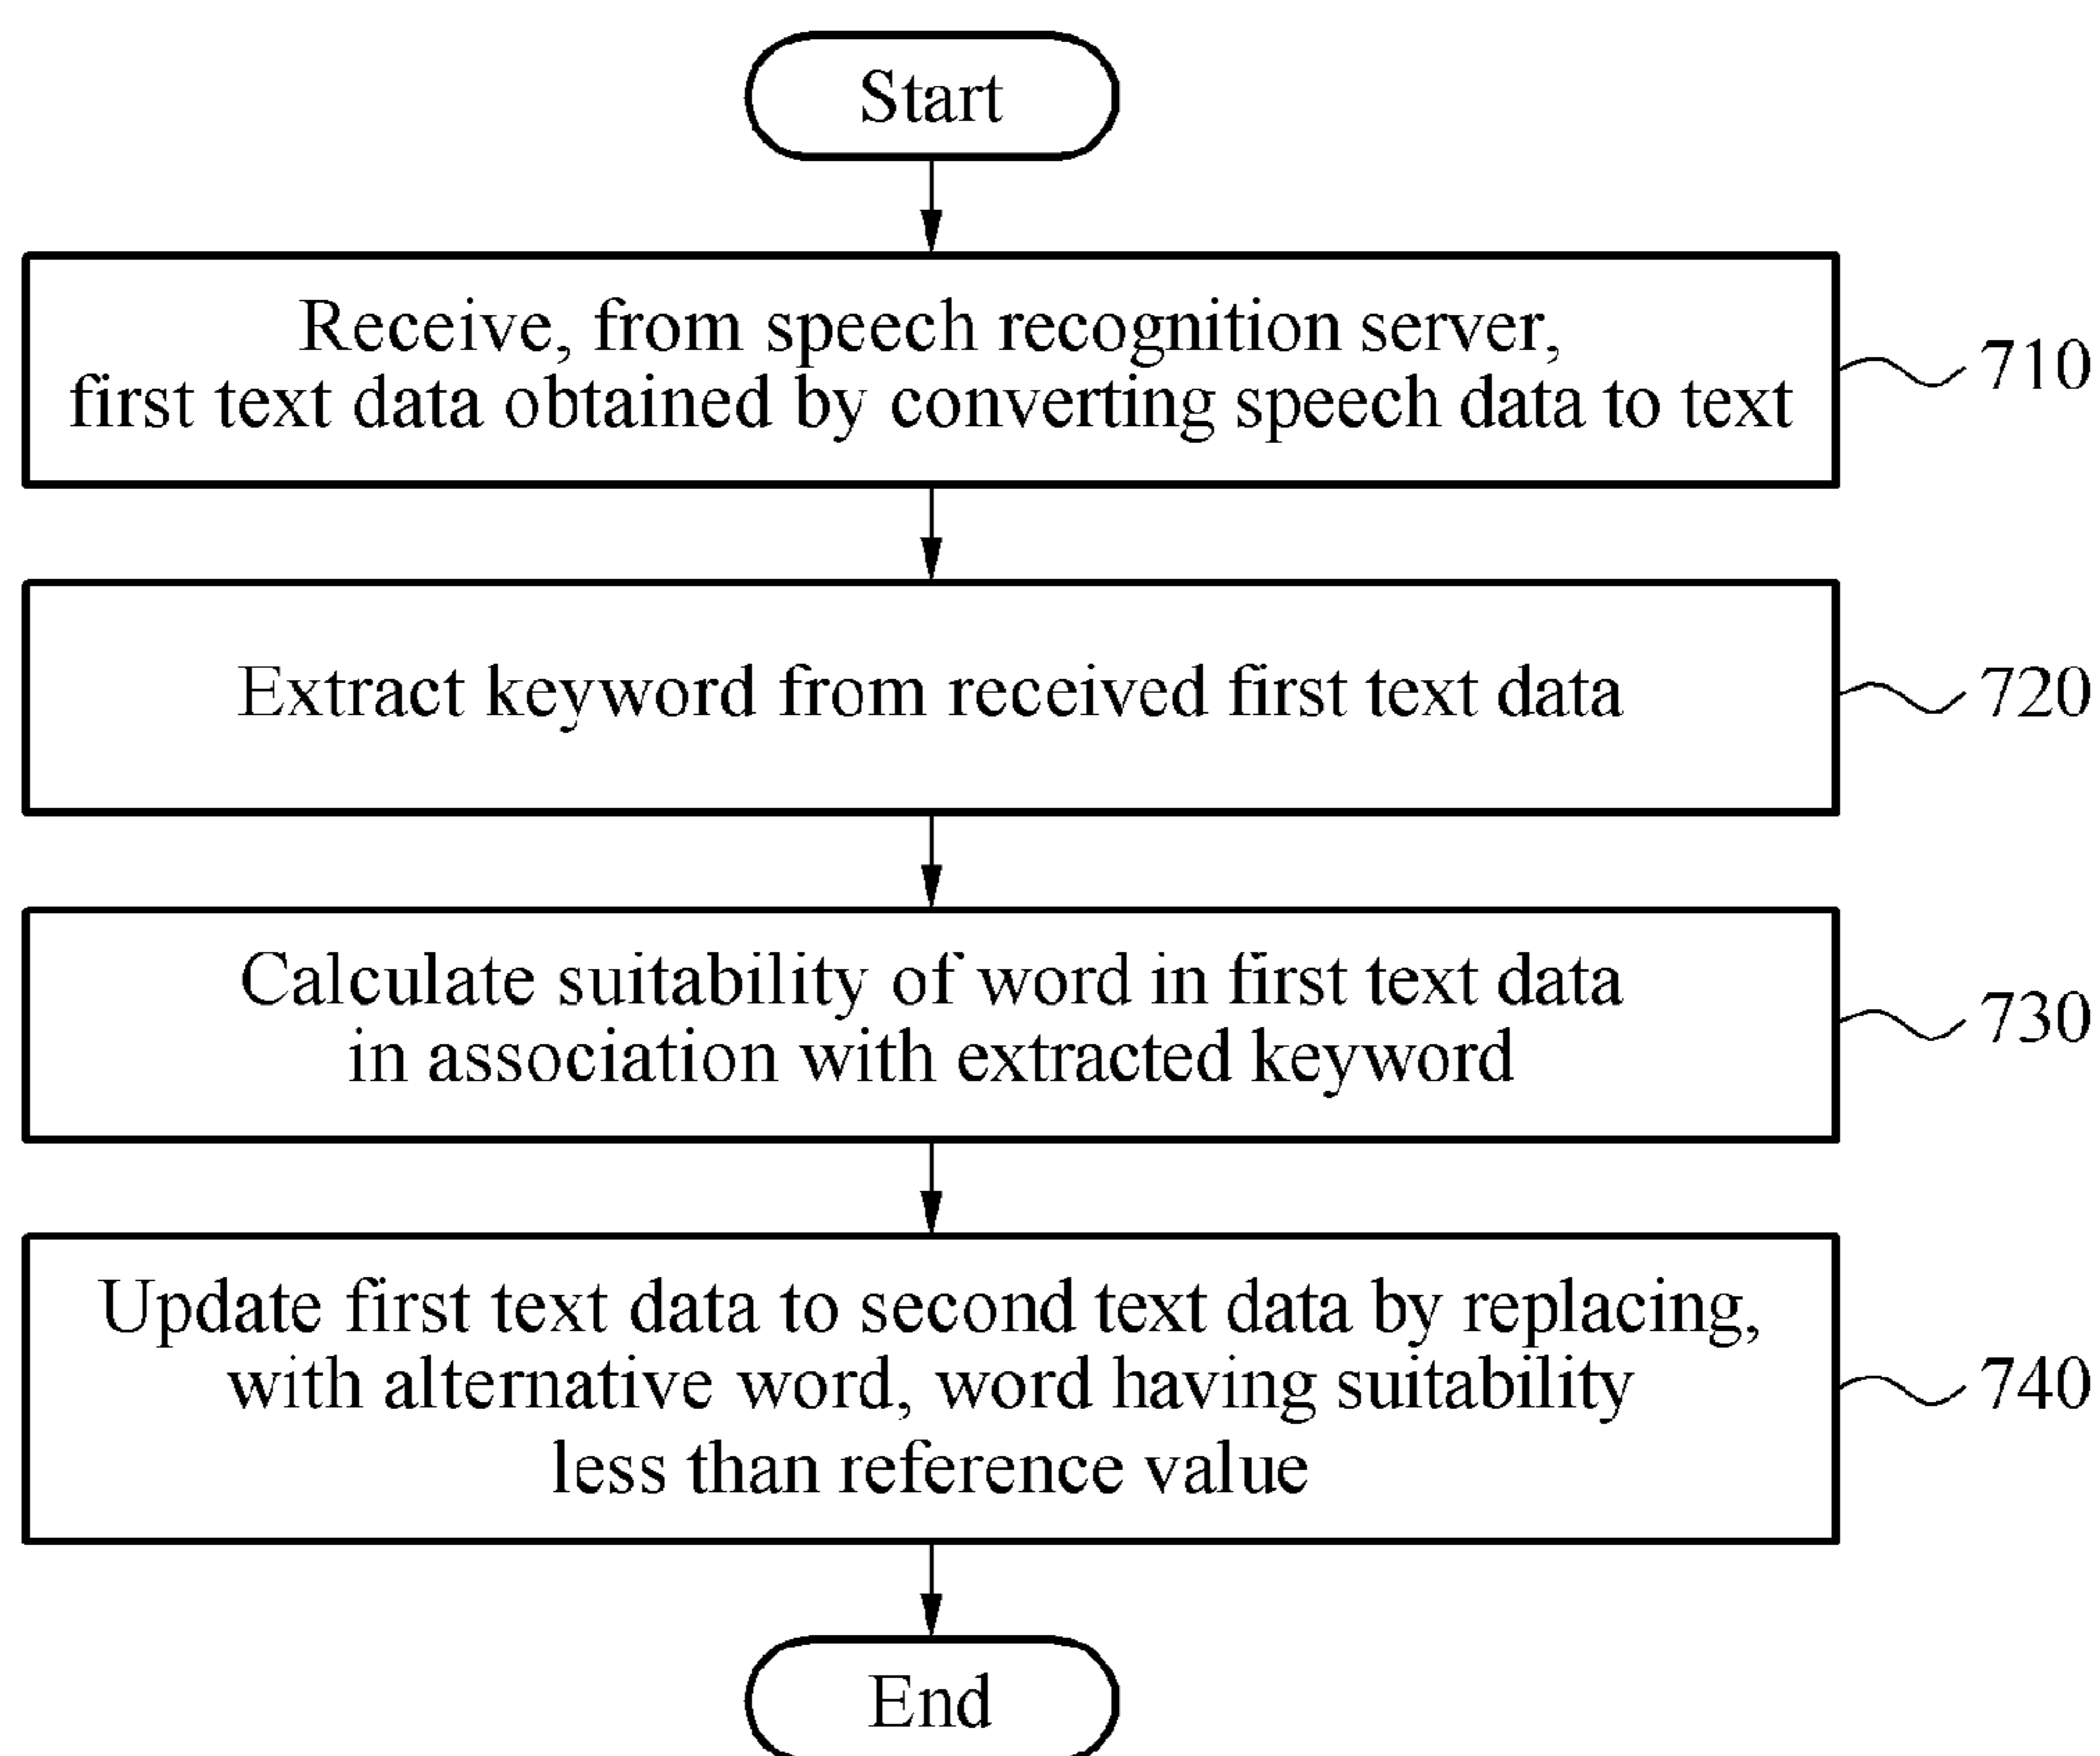 Start
Receive, from speech recognition server,
first text data obtained by converting speech data to text
710
Extract keyword from received first text data
720
Calculate suitability of word in first text data
in association with extracted keyword
730
Update first text data to second text data by replacing,
with alternative word, word having suitability
less than reference value
740
End